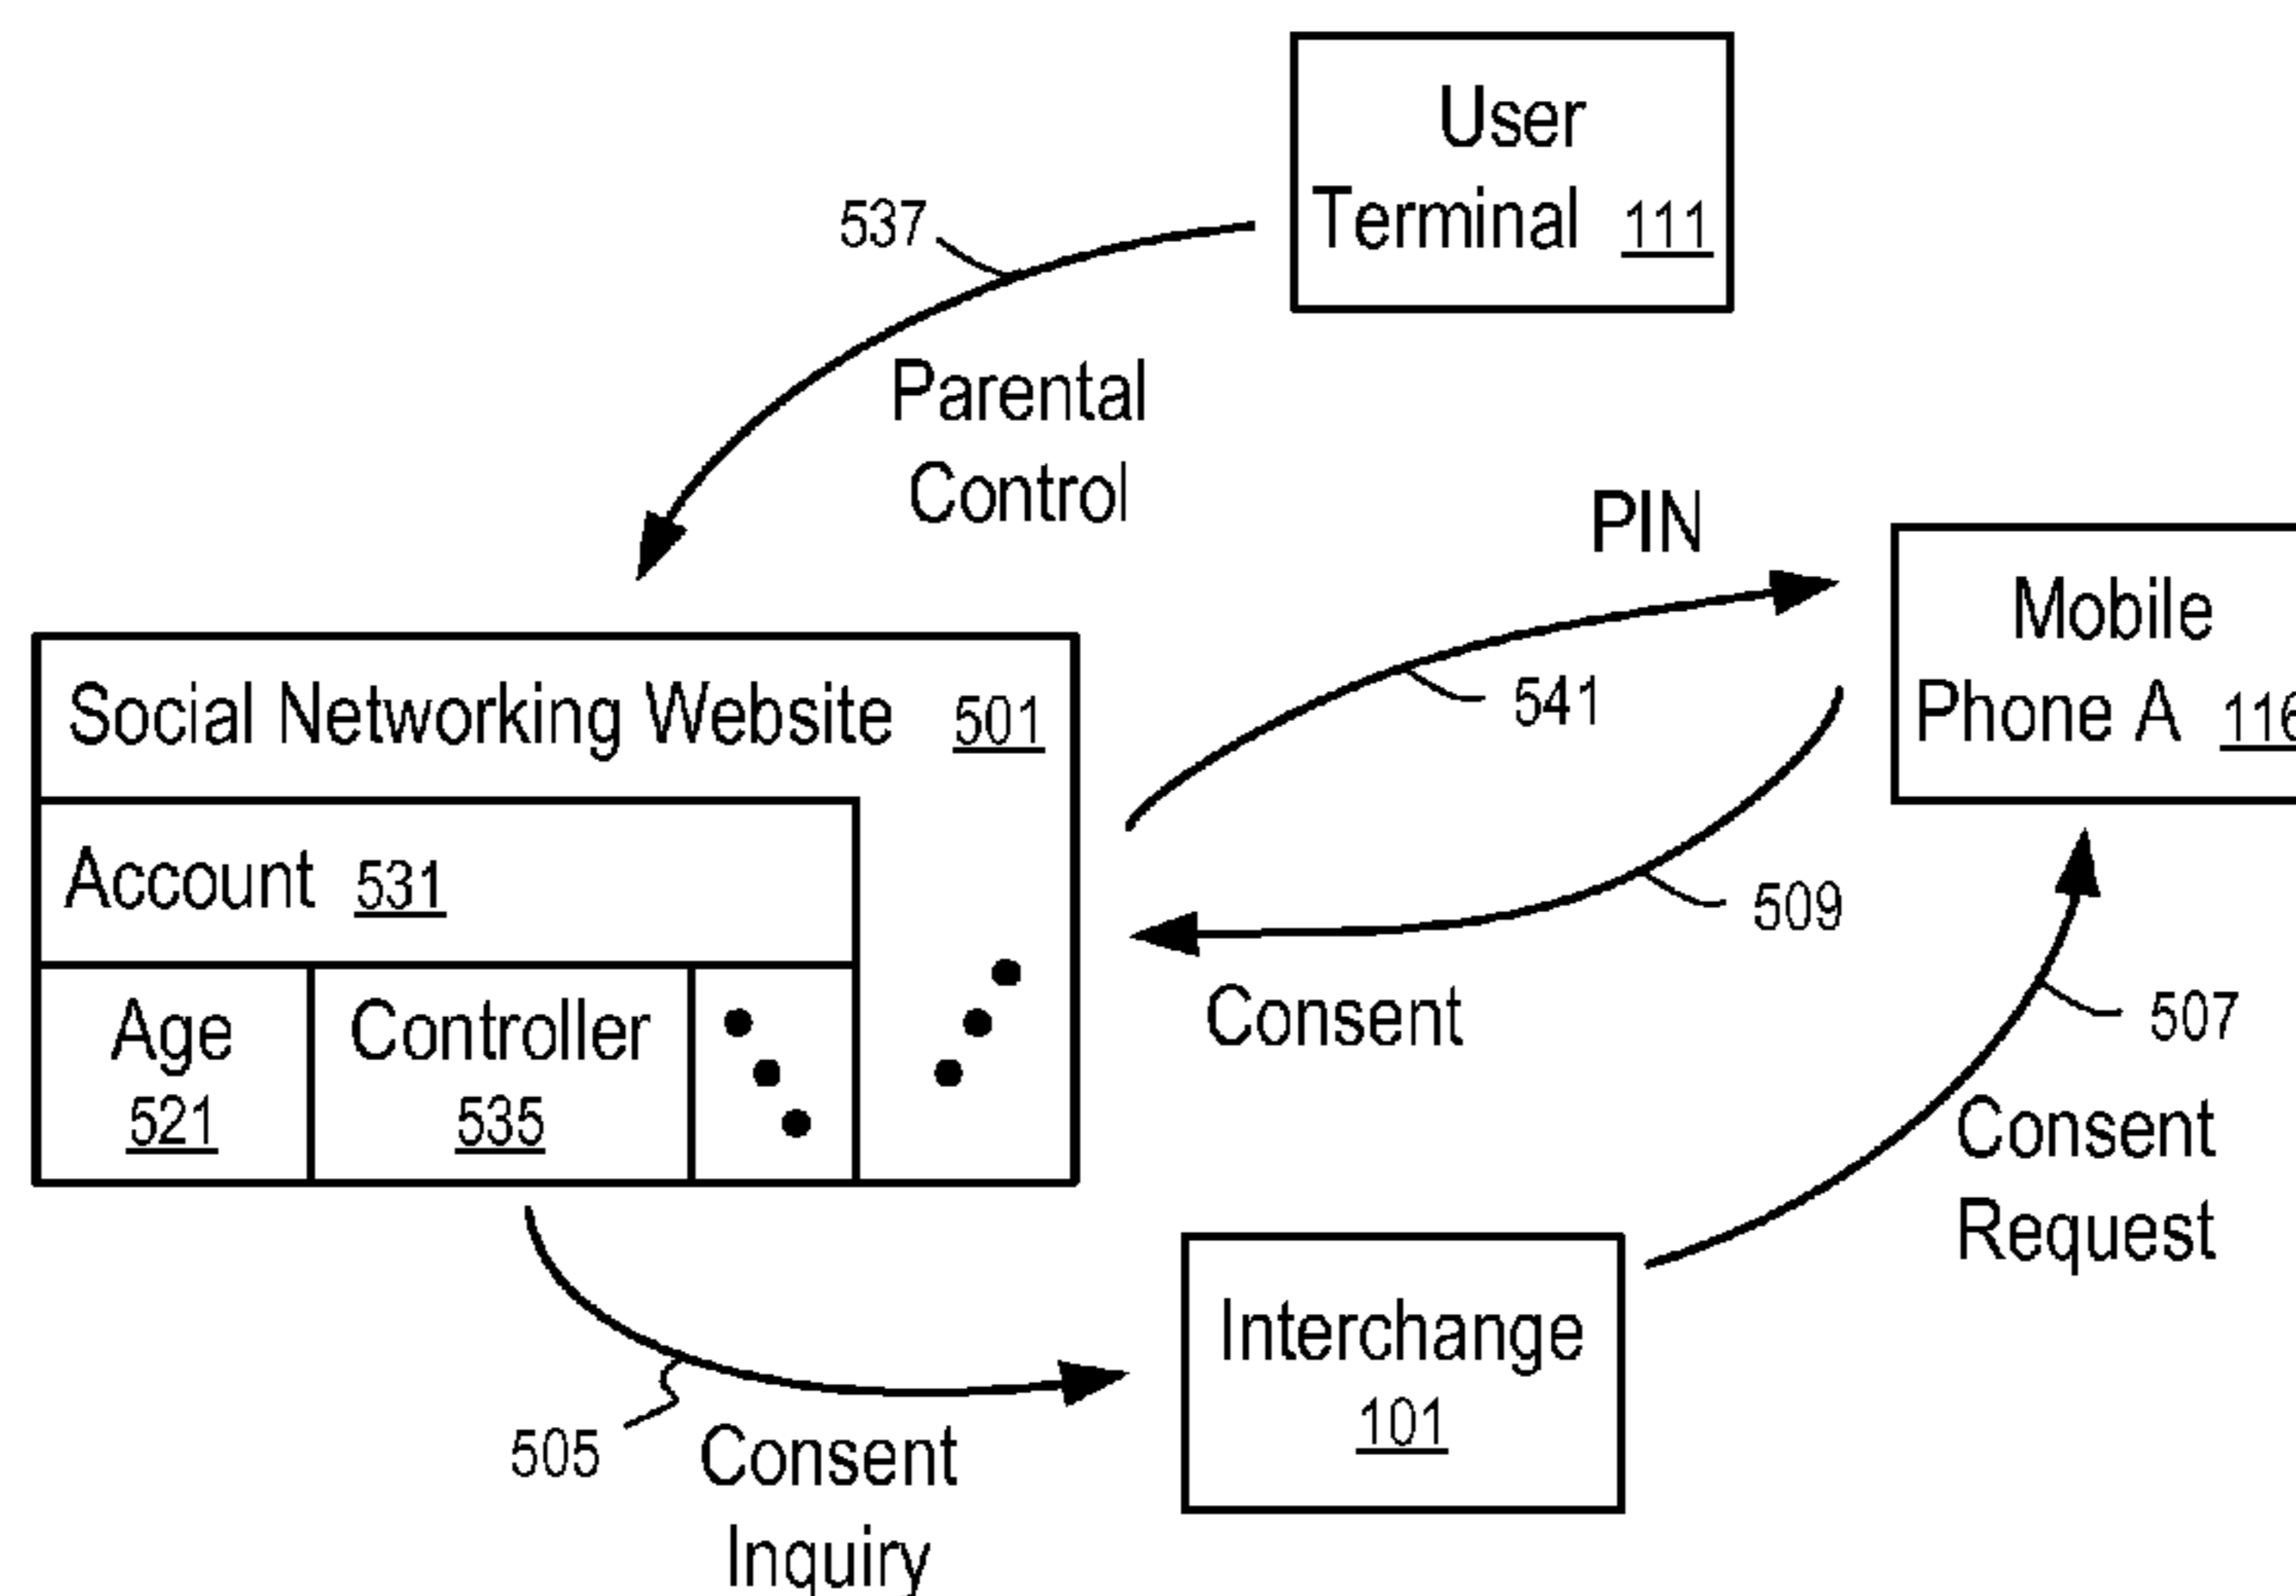 User
Terminal 111
537
Parental
Control
PIN
Mobile
Phone A 116
541
Social Networking Website 501
Account 531
509
Age
521
Controller
535
Consent
507
Consent
Request
Interchange
101
505
Consent
Inquiry